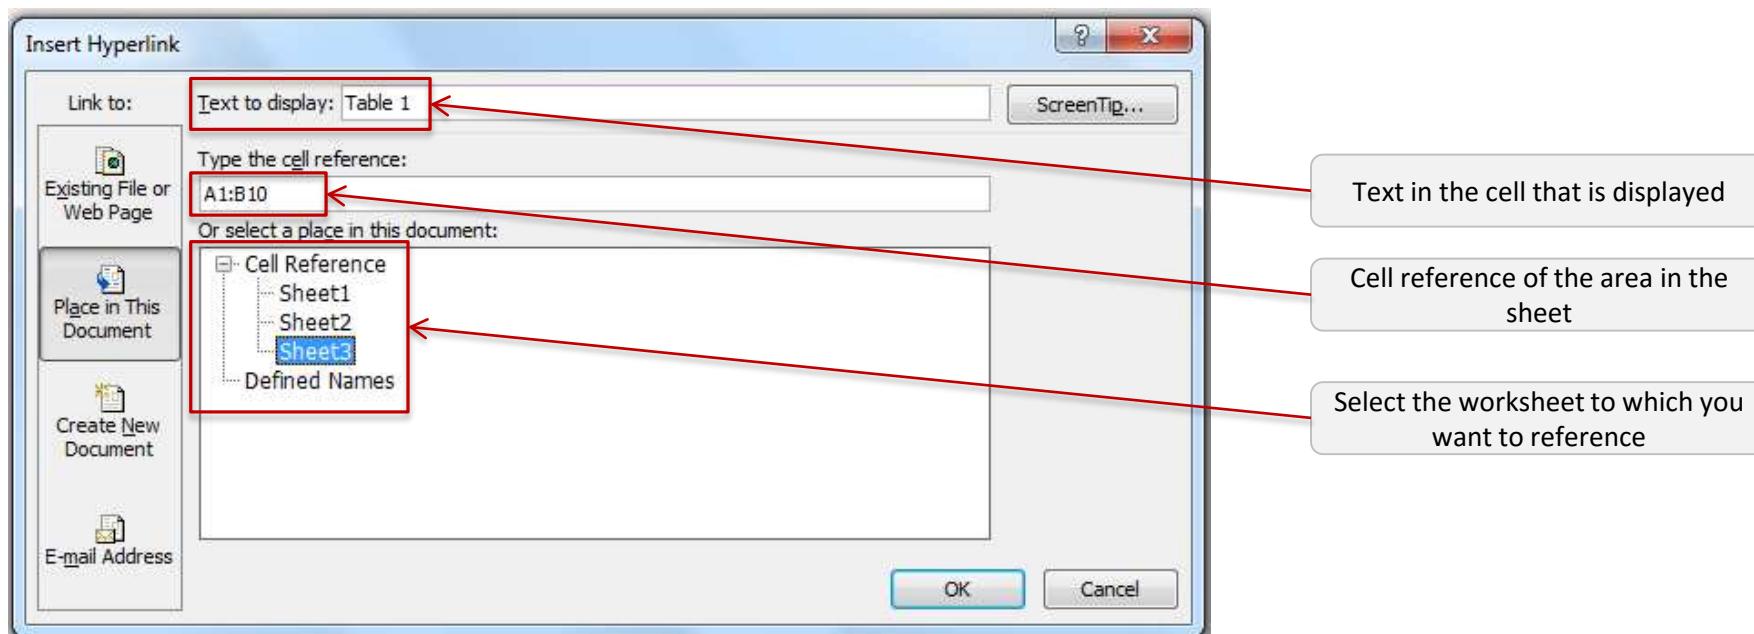 Insert Hyperlink
?
X
Link to:
Text to display: Table 1
ScreenTip...
Existing File or
Web Page
Type the cell reference:
A1:B10
Text in the cell that is displayed
Or select a place in this document:
Cell Reference
Sheet1
Sheet2
Sheet3
Defined Names
Place in This
Document
Cell reference of the area in the
sheet
Create New
Document
Select the worksheet to which you
want to reference
E-mail Address
OK
Cancel